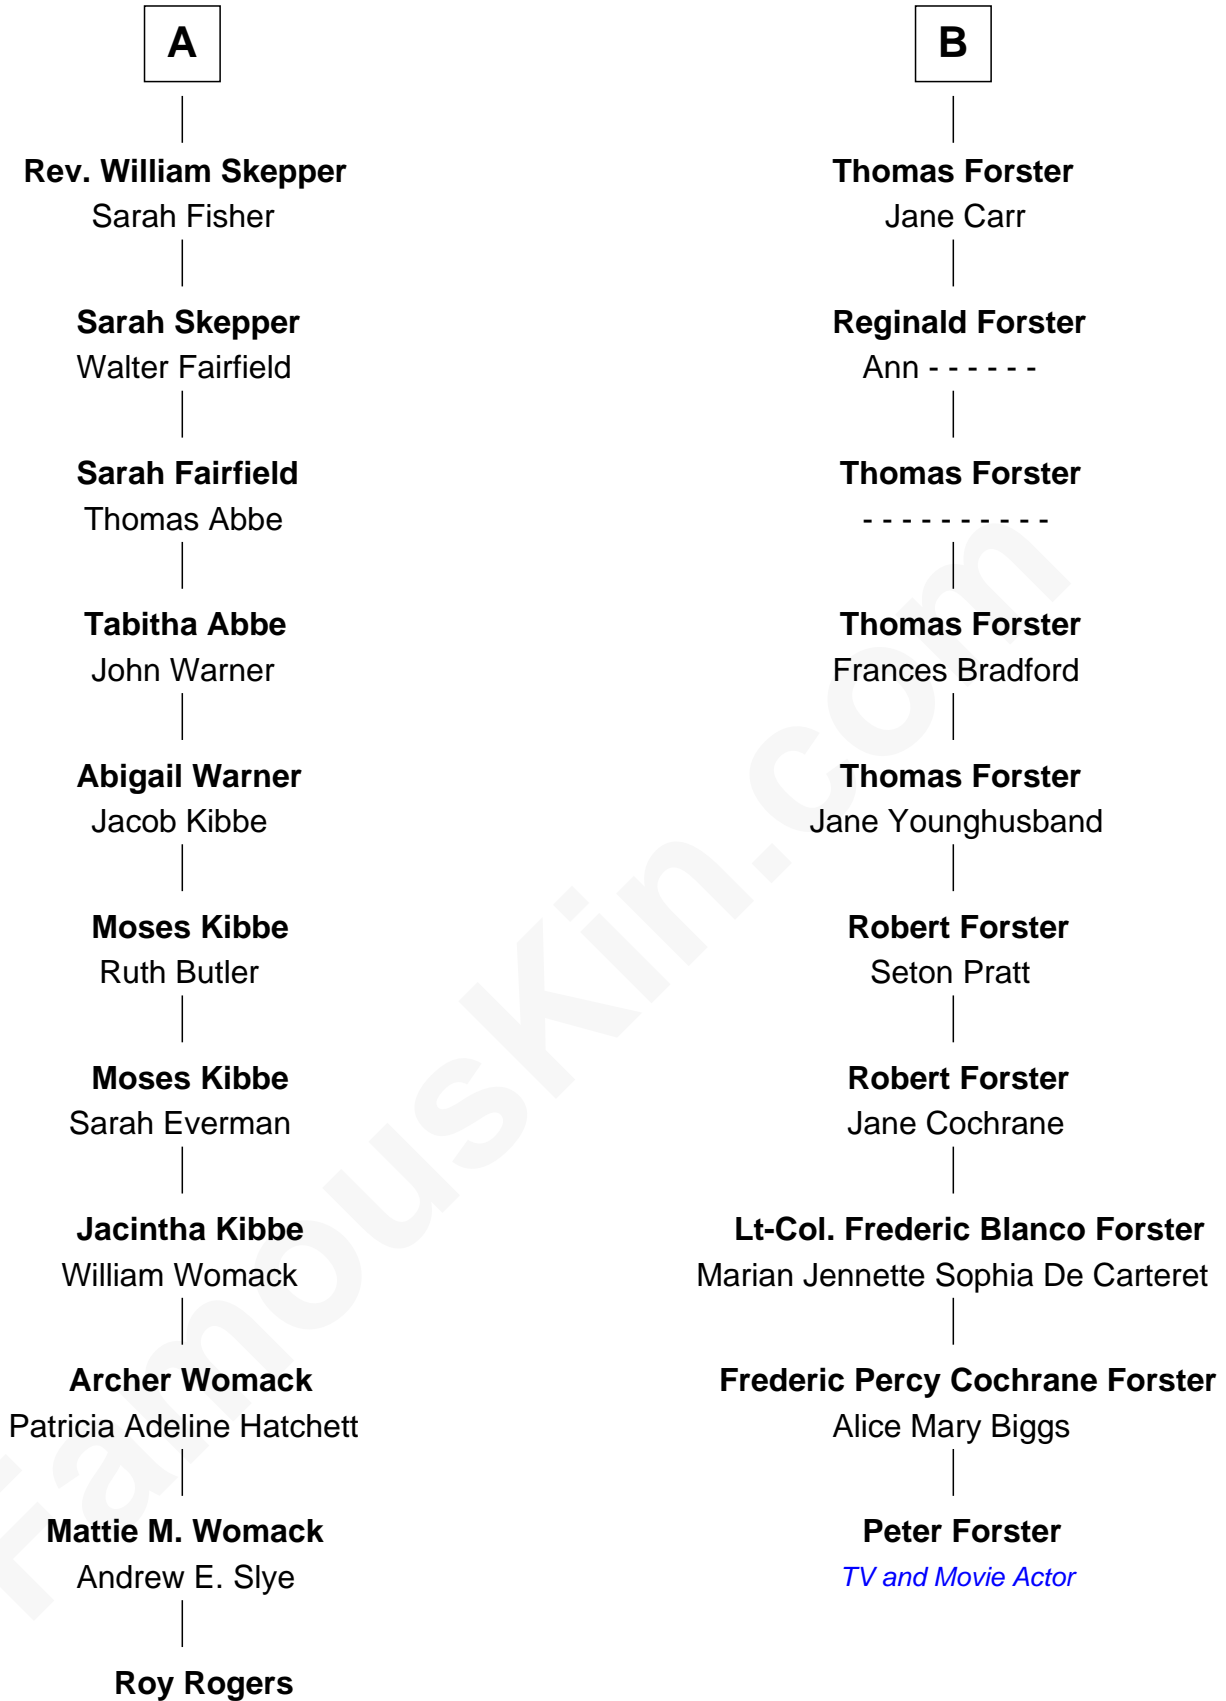 A
Rev. William Skepper
Sarah Fisher
Sarah Skepper
Walter Fairfield
Sarah Fairfield
Thomas Abbe
Tabitha Abbe
John Warner
Abigail Warner
Jacob Kibbe
Moses Kibbe
Ruth Butler
Moses Kibbe
Sarah Everman
Jacintha Kibbe
William Womack
Archer Womack
Patricia Adeline Hatchett
Mattie M. Womack
Andrew E. Slye
Roy Rogers
B
Thomas Forster
Jane Carr
Reginald Forster
Ann - - - - - -
Thomas Forster
- - - - - - - - - -
Thomas Forster
Frances Bradford
Thomas Forster
Jane Younghusband
Robert Forster
Seton Pratt
Robert Forster
Jane Cochrane
Lt-Col. Frederic Blanco Forster
Marian Jennette Sophia De Carteret
Frederic Percy Cochrane Forster
Alice Mary Biggs
Peter Forster
TV and Movie Actor
FamousKin.com